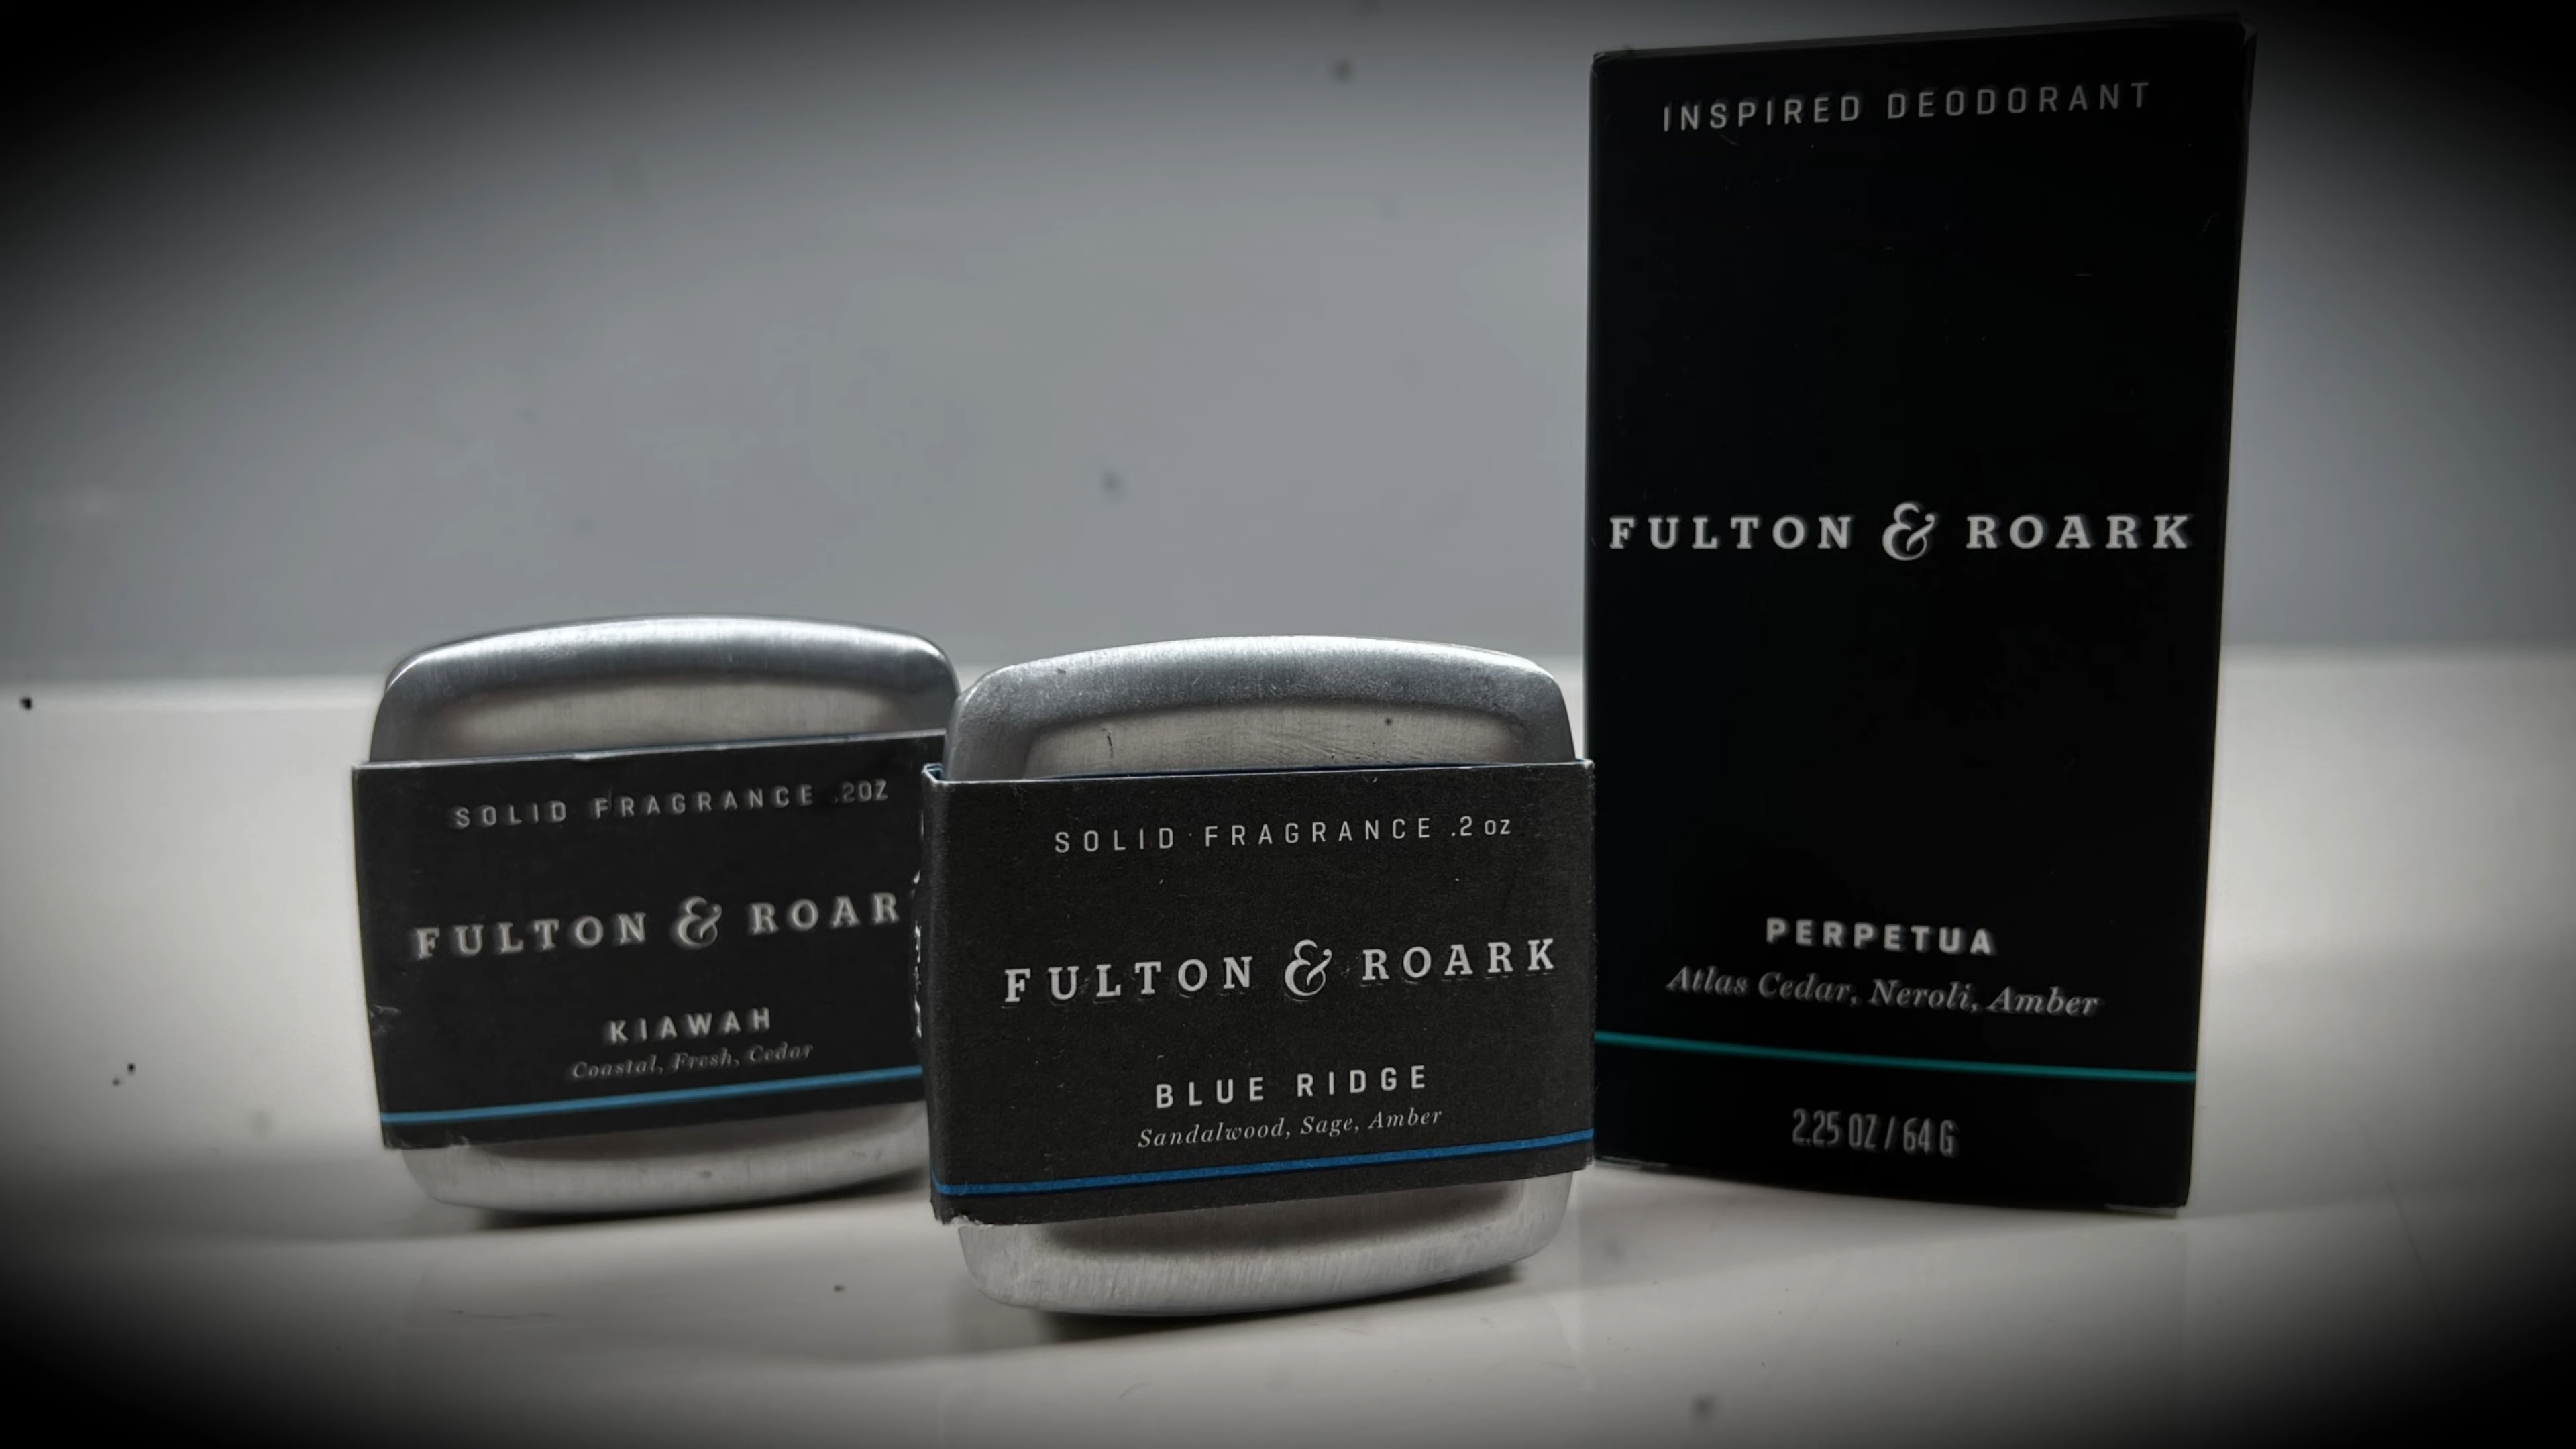 SOLID FRAGRANCE .2OZ
FULTON & ROAR
KIAWAH
Coastal, Fresh, Cedar
SOLID FRAGRANCE .2 oz
FULTON & ROARK
BLUE RIDGE
Sandalwood, Sage, Amber
INSPIRED DEODORANT
FULTON & ROARK
PERPETUA
Atlas Cedar, Neroli, Amber
2.25 OZ / 64 G